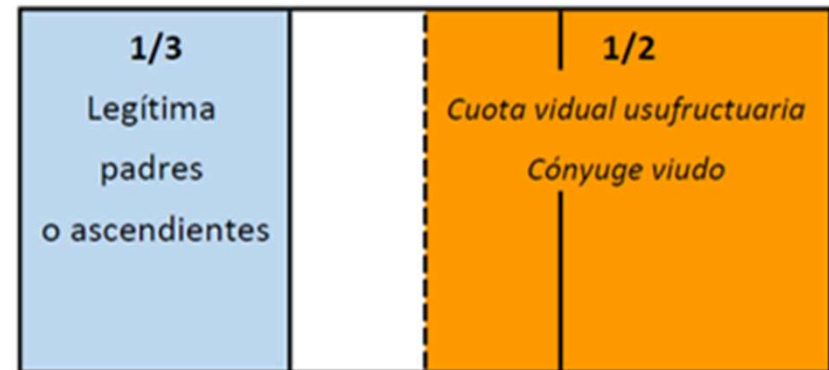 1/3
Legítima
padres
o ascendientes
1/2
Cuota vidual usufructuaria
Cónyuge viudo